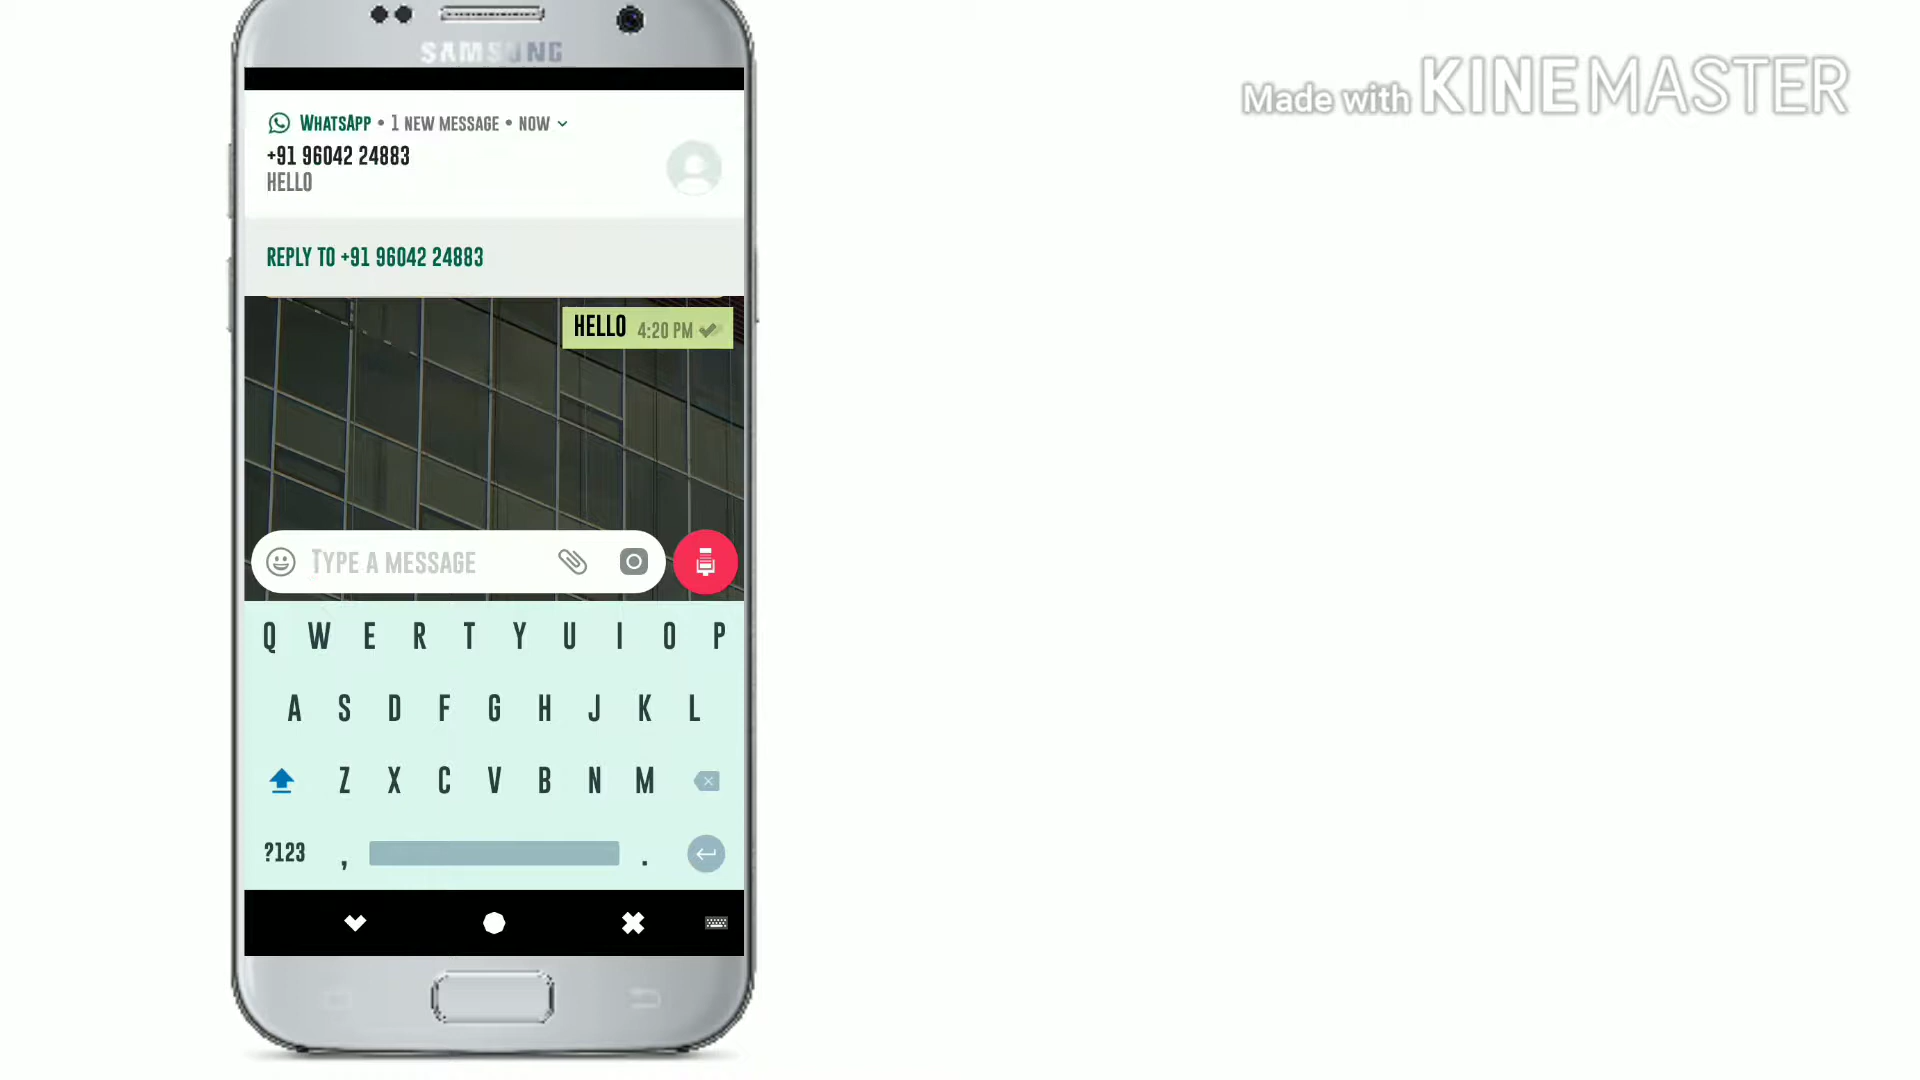 SAMSUNG
Made with KINEMASTER
WHATSAPP • 1 NEW MESSAGE • NOW
+91 96042 24883
HELLO
REPLY TO +91 96042 24883
HELLO 4:20 PM
TYPE A MESSAGE
Q W E R T Y U I O P
A S D F G H J K L
Z X C V B N M
?123 , .